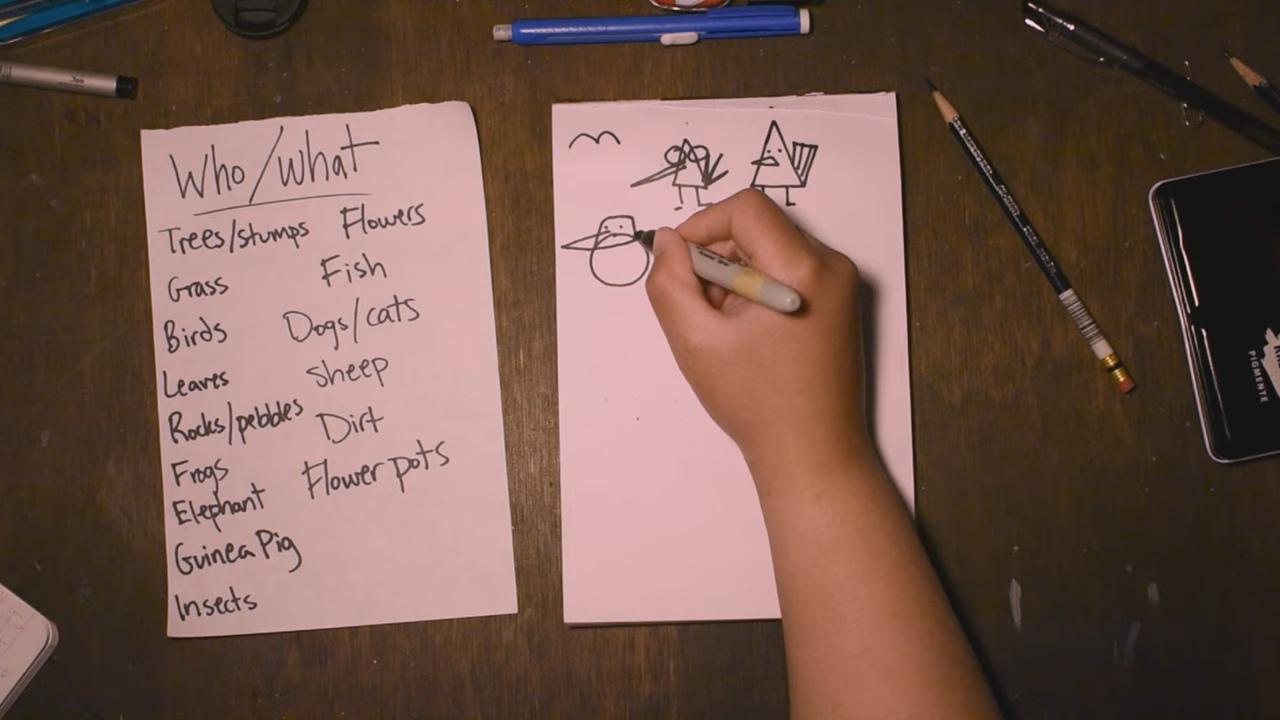 Who/what
Trees/stumps Flowers
Grass Fish
Birds Dogs/cats
Leaves sheep
Rocks/pebbles Dirt
Frogs Flower pots
Elephant
Guinea Pig
Insects
PIGMENTE